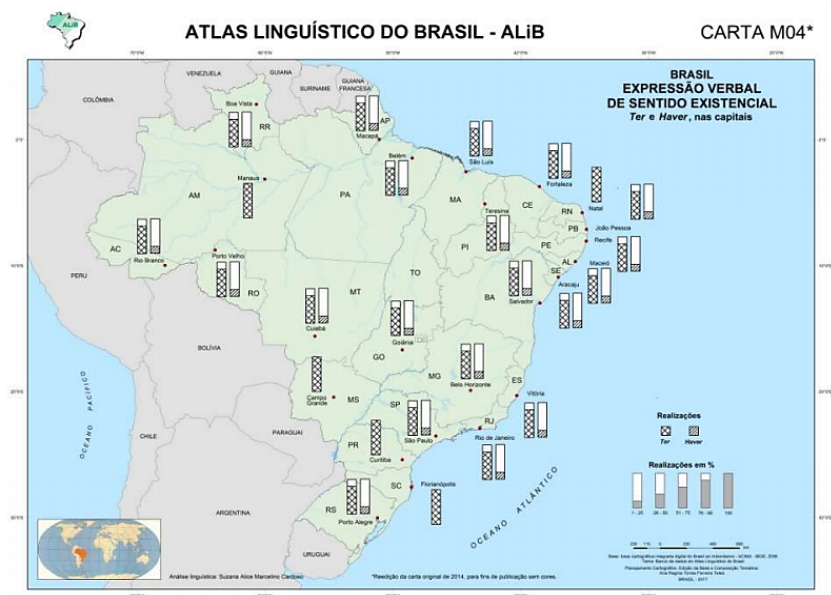 ALiB
ATLAS LINGUÍSTICO DO BRASIL - ALiB
CARTA M04*
BRASIL
EXPRESSÃO VERBAL
DE SENTIDO EXISTENCIAL
Ter e Haver, nas capitais
VENEZUELA
GUIANA
SURINAME
GUIANA
FRANCESA
COLÔMBIA
Boa Vista
RR
AP
Macapá
Belém
São Luís
Fortaleza
Natal
Manaus
AM
PA
MA
Teresina
CE
RN
PB
João Pessoa
PI
PE
Recife
AC
Rio Branco
Porto Velho
AL
Maceió
SE
Aracaju
TO
PERU
RO
MT
BA
Salvador
Cuiabá
Goiânia
BOLÍVIA
GO
MG
Belo Horizonte
ES
Vitória
Campo
Grande
MS
SP
São Paulo
RJ
Rio de Janeiro
OCEANO PACÍFICO
CHILE
PARAGUAI
PR
Curitiba
SC
Florianópolis
RS
Porto Alegre
ARGENTINA
URUGUAI
OCEANO ATLÂNTICO
Realizações
Ter
Haver
Realizações em %
1 - 25
26 - 50
51 - 75
76 - 99
100
Análise linguística: Suzana Alice Marcelino Cardoso
*Reedição da carta original de 2014, para fins de publicação sem cores.
BRASIL - 2017